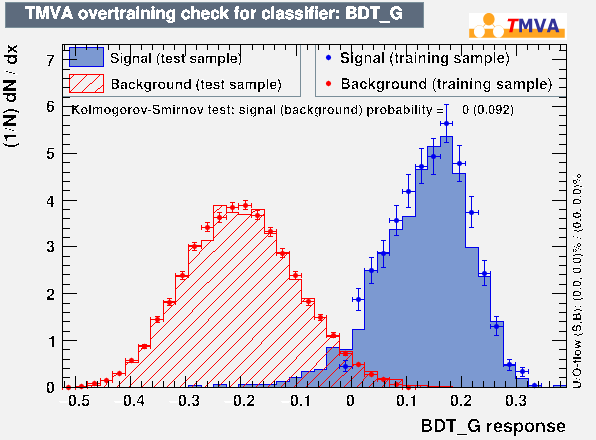 TMVA overtraining check for classifier: BDT_G
TMVA
Signal (test sample)
Background (test sample)
Signal (training sample)
Background (training sample)
Kolmogorov-Smirnov test: signal (background) probability = 0 (0.092)
(1/N) dN / dx
7
6
5
4
3
2
1
0
-0.5 -0.4 -0.3 -0.2 -0.1 -0 0.1 0.2 0.3
BDT_G response
U/O-flow (S,B): (0.0, 0.0)% / (0.0, 0.0)%